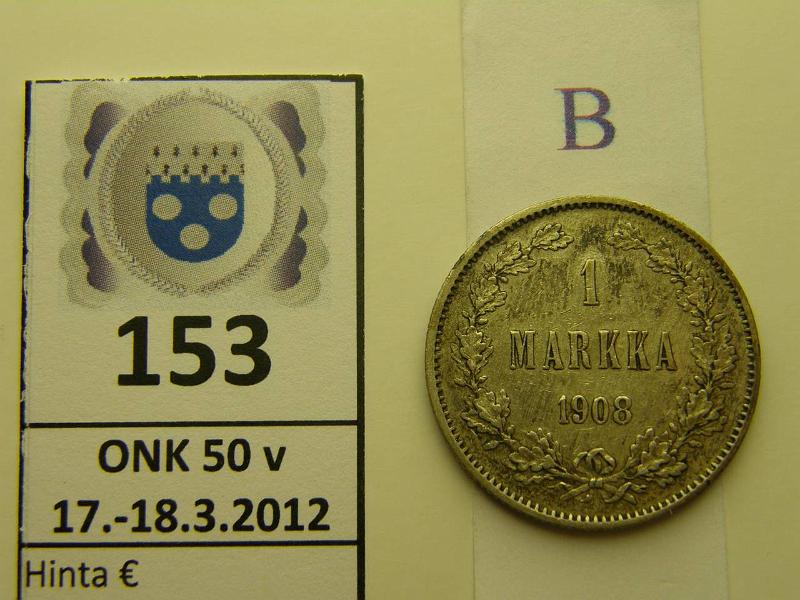 153
ONK 50 v
17.-18.3.2012
Hinta €
B
1
MARKKA
1908